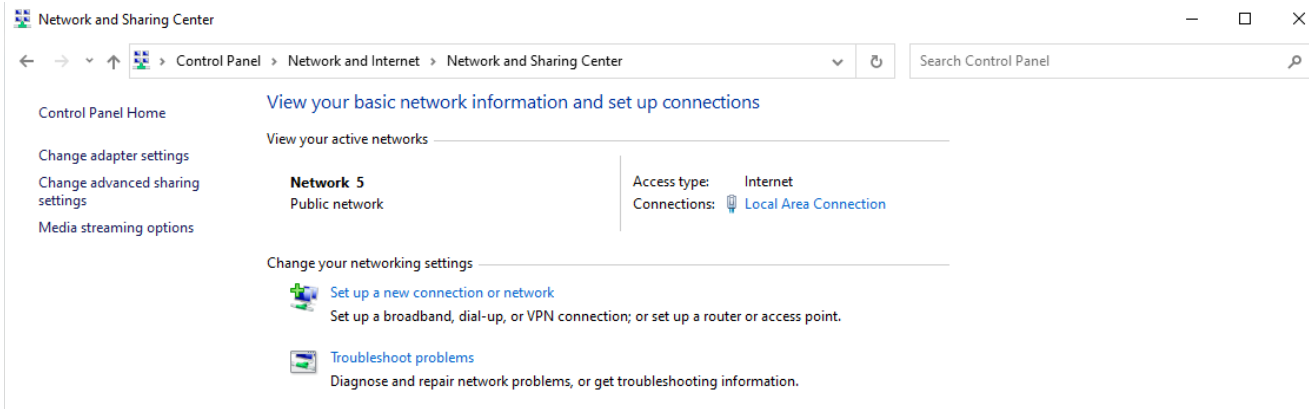 Network and Sharing Center
Control Panel > Network and Internet > Network and Sharing Center
Search Control Panel
Control Panel Home
Change adapter settings
Change advanced sharing
settings
Media streaming options
View your basic network information and set up connections
View your active networks
Network 5
Public network
Access type: Internet
Connections: Local Area Connection
Change your networking settings
Set up a new connection or network
Set up a broadband, dial-up, or VPN connection; or set up a router or access point.
Troubleshoot problems
Diagnose and repair network problems, or get troubleshooting information.